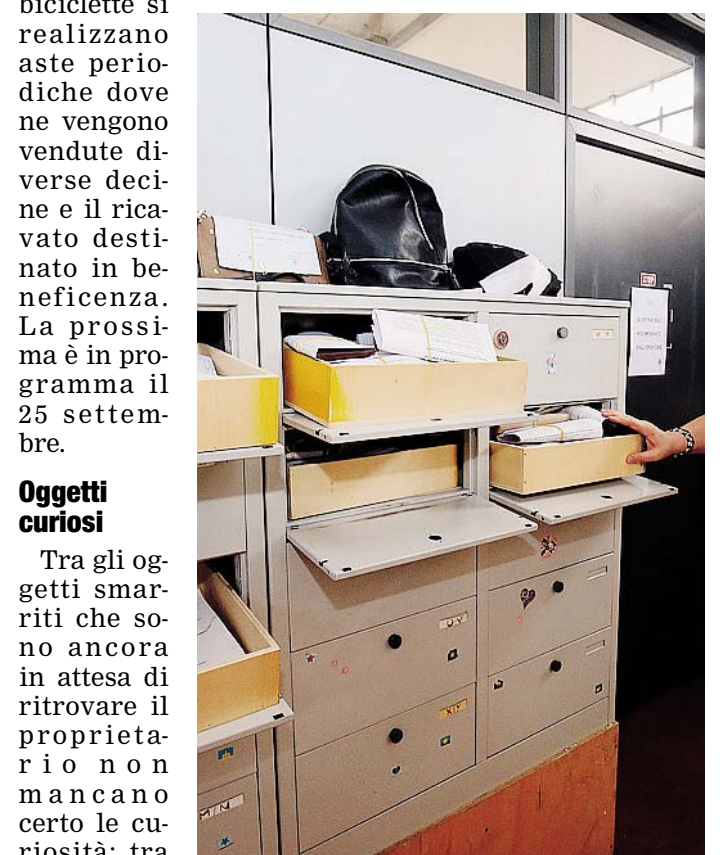 biciclette si
realizzano
aste perio-
diche dove
ne vengono
vendute di-
verse deci-
ne e il rica-
vato desti-
nato in be-
neficenza.
La prossi-
ma è in pro-
gramma il
25 settem-
bre.
Oggetti
curiosi
Tra gli og-
getti smar-
riti che so-
no ancora
in attesa di
ritrovare il
proprieta-
rio non
mancano
certo le cu-
riosità: tra
UV
XY
MN